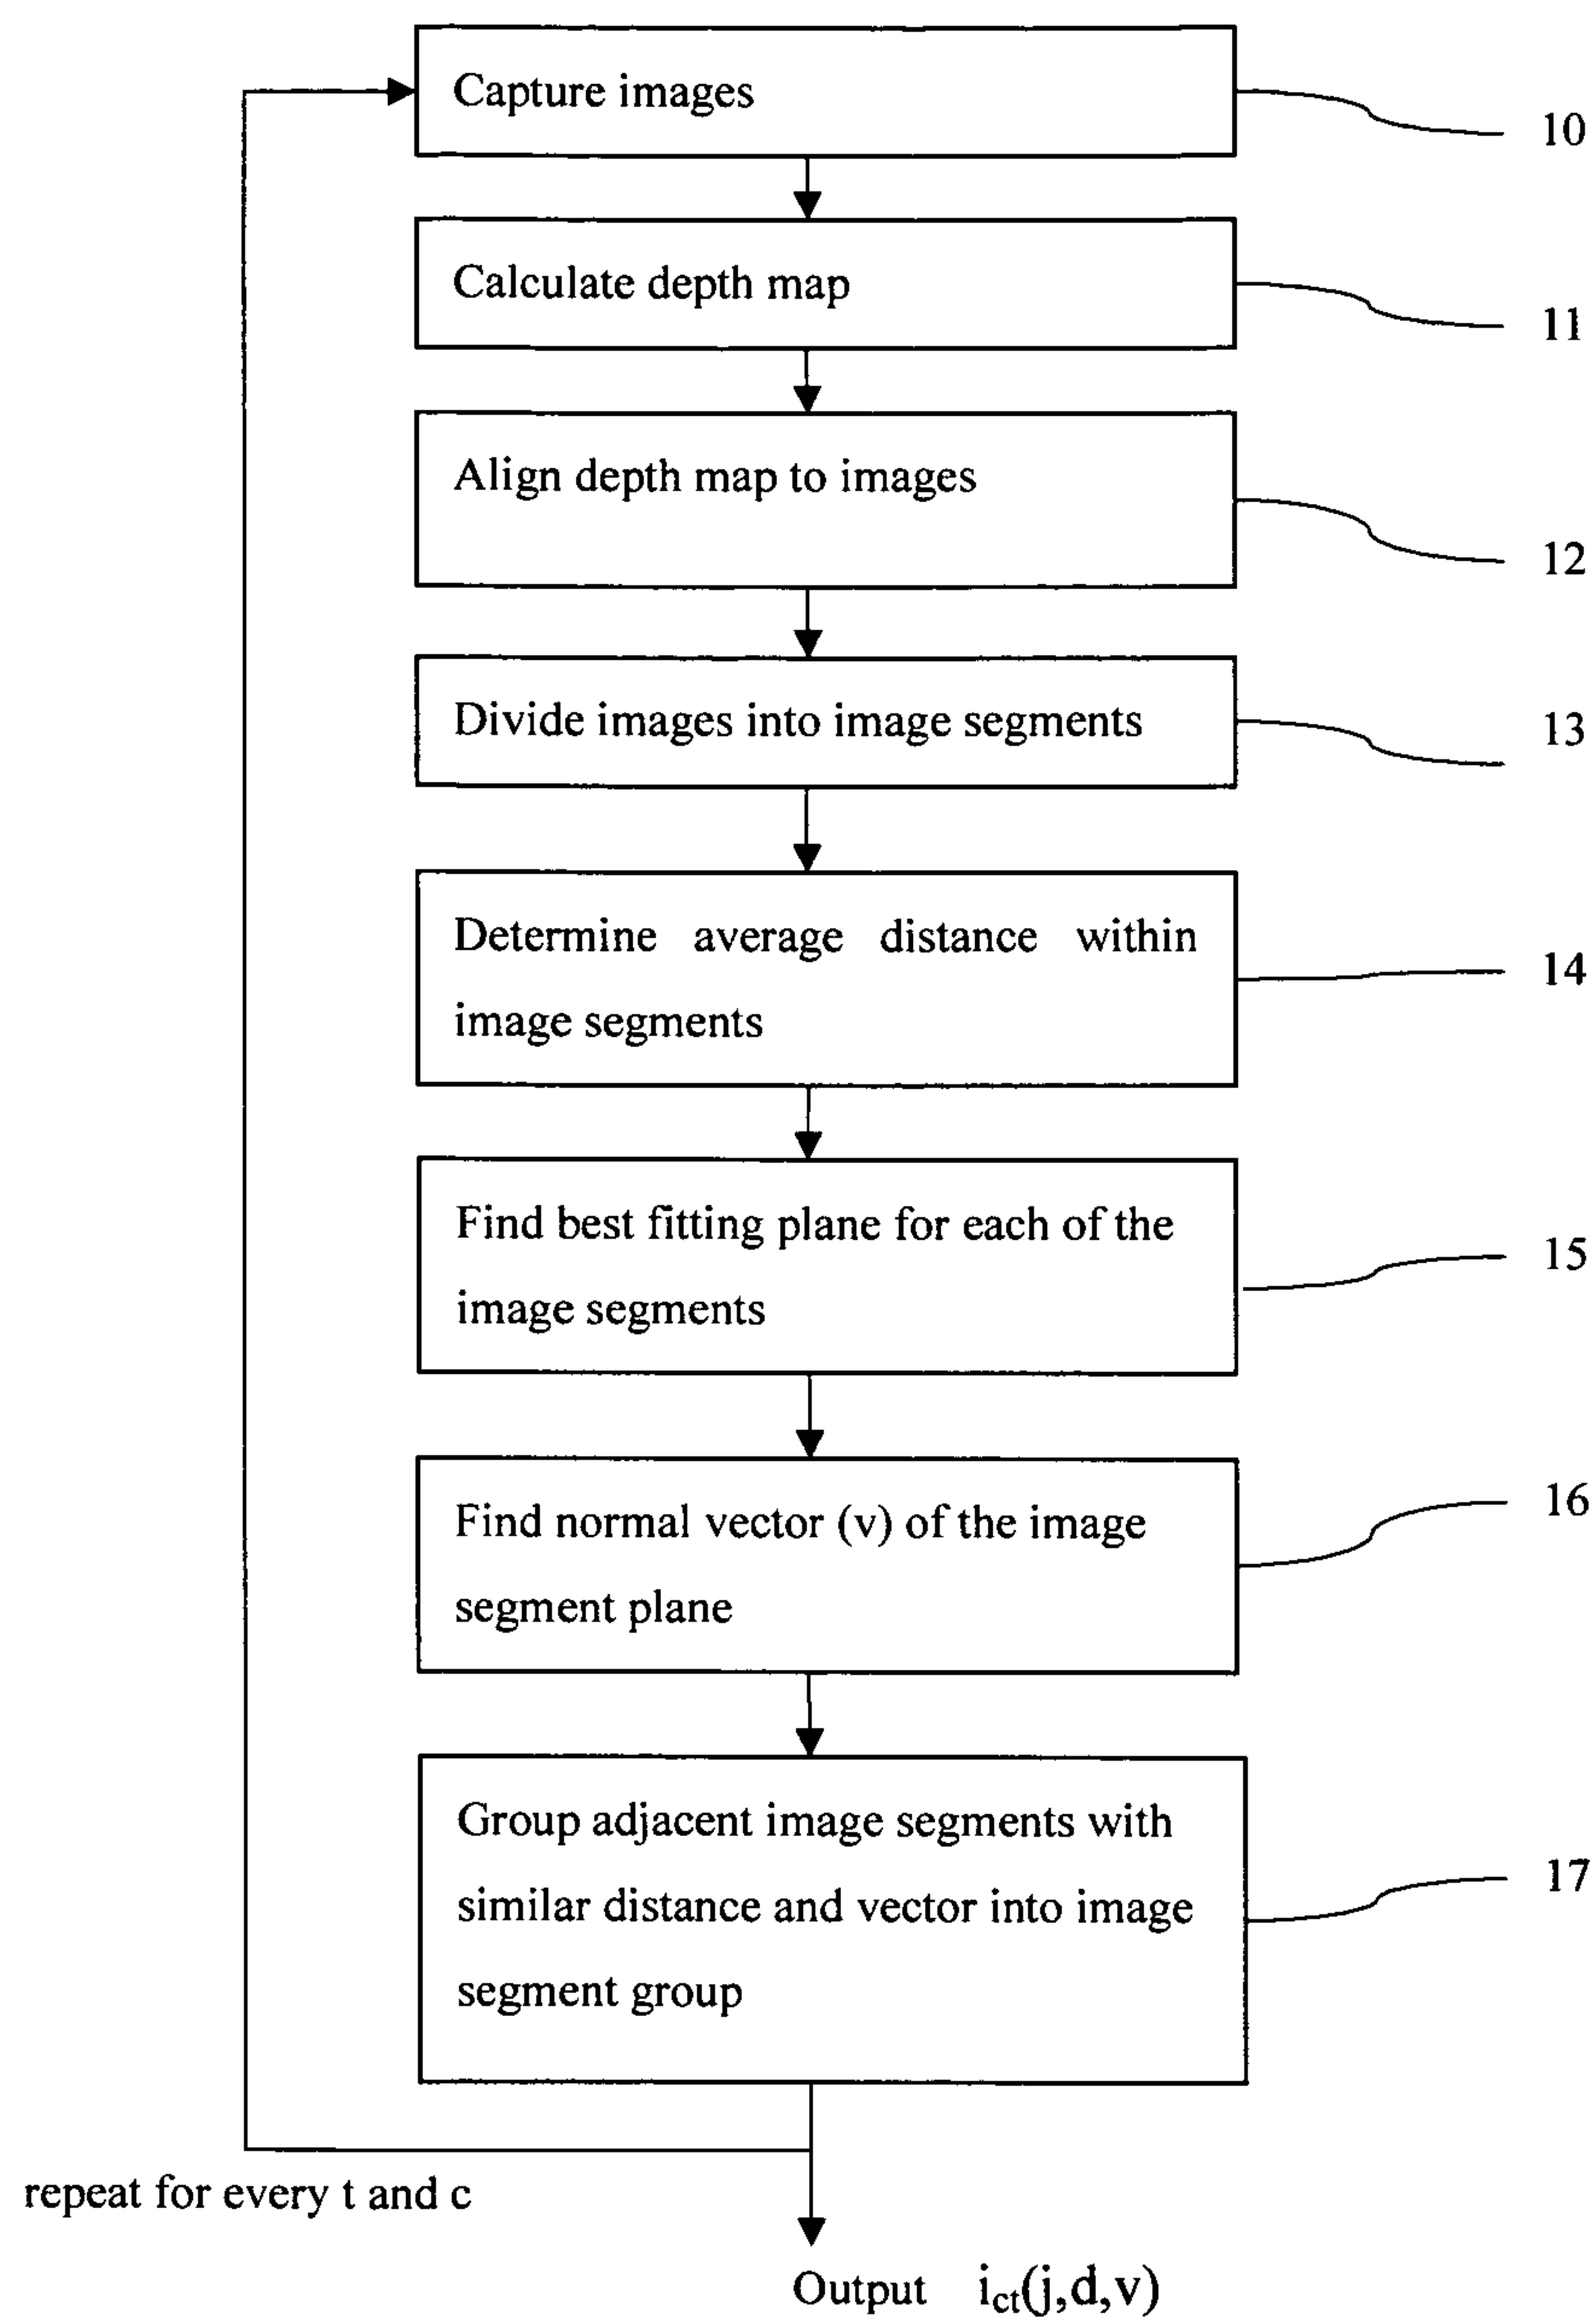 Capture images
10
Calculate depth map
11
Align depth map to images
12
Divide images into image segments
13
Determine average distance within
image segments
14
Find best fitting plane for each of the
image segments
15
Find normal vector (v) of the image
segment plane
16
Group adjacent image segments with
similar distance and vector into image
segment group
17
repeat for every t and c
Output i_ct(j,d,v)